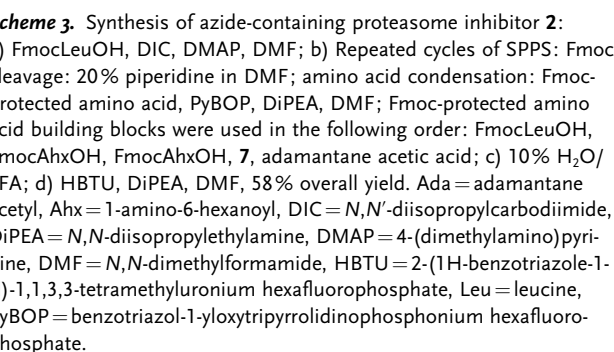 cheme 3. Synthesis of azide-containing proteasome inhibitor 2:
) FmocLeuOH, DIC, DMAP, DMF; b) Repeated cycles of SPPS: Fmoc
leavage: 20% piperidine in DMF; amino acid condensation: Fmoc-
rotected amino acid, PyBOP, DiPEA, DMF; Fmoc-protected amino
cid building blocks were used in the following order: FmocLeuOH,
mocAhxOH, FmocAhxOH, 7, adamantane acetic acid; c) 10% H₂O/
FA; d) HBTU, DiPEA, DMF, 58% overall yield. Ada=adamantane
cetyl, Ahx=1-amino-6-hexanoyl, DIC=N,N′-diisopropylcarbodiimide,
iPEA=N,N-diisopropylethylamine, DMAP=4-(dimethylamino)pyri-
ine, DMF=N,N-dimethylformamide, HBTU=2-(1H-benzotriazole-1-
)-1,1,3,3-tetramethyluronium hexafluorophosphate, Leu=leucine,
yBOP=benzotriazol-1-yloxytripyrrolidinophosphonium hexafluoro-
hosphate.